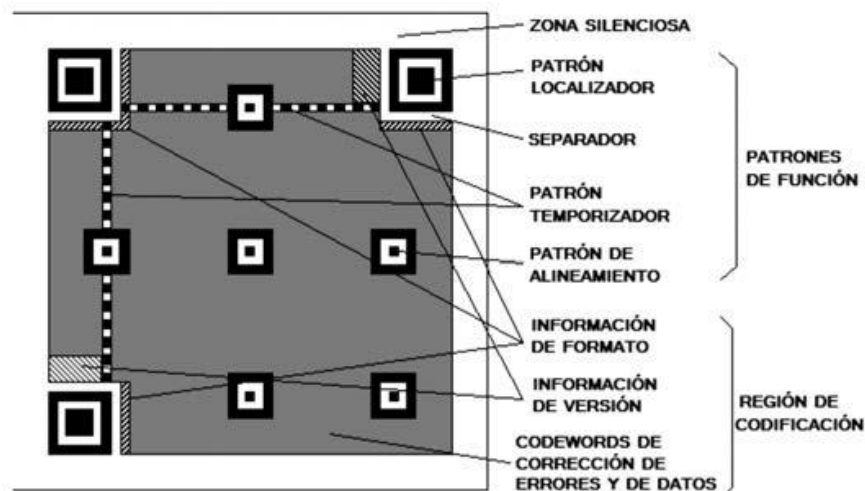 ZONA SILENCIOSA
PATRÓN
LOCALIZADOR
SEPARADOR
PATRONES
DE FUNCIÓN
PATRÓN
TEMPORIZADOR
PATRÓN DE
ALINEAMIENTO
INFORMACIÓN
DE FORMATO
INFORMACIÓN
DE VERSIÓN
REGIÓN DE
CODIFICACIÓN
CODEWORDS DE
CORRECCIÓN DE
ERRORES Y DE DATOS